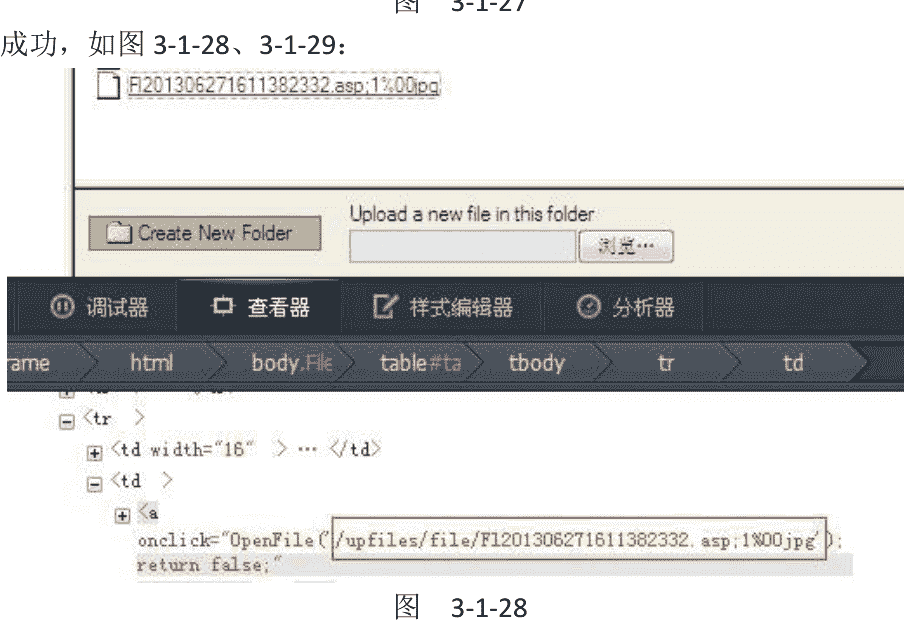 图 3-1-27
成功，如图 3-1-28、3-1-29：
Fl201306271611382332.asp;1%00jpg
Create New Folder
Upload a new file in this folder
浏览…
调试器 查看器 样式编辑器 分析器
rame html body.File table#ta tbody tr td
<tr >
<td width="16" > … </td>
<td >
<a
onclick="OpenFile('/upfiles/file/Fl201306271611382332.asp;1%00jpg');
return false;"
图 3-1-28